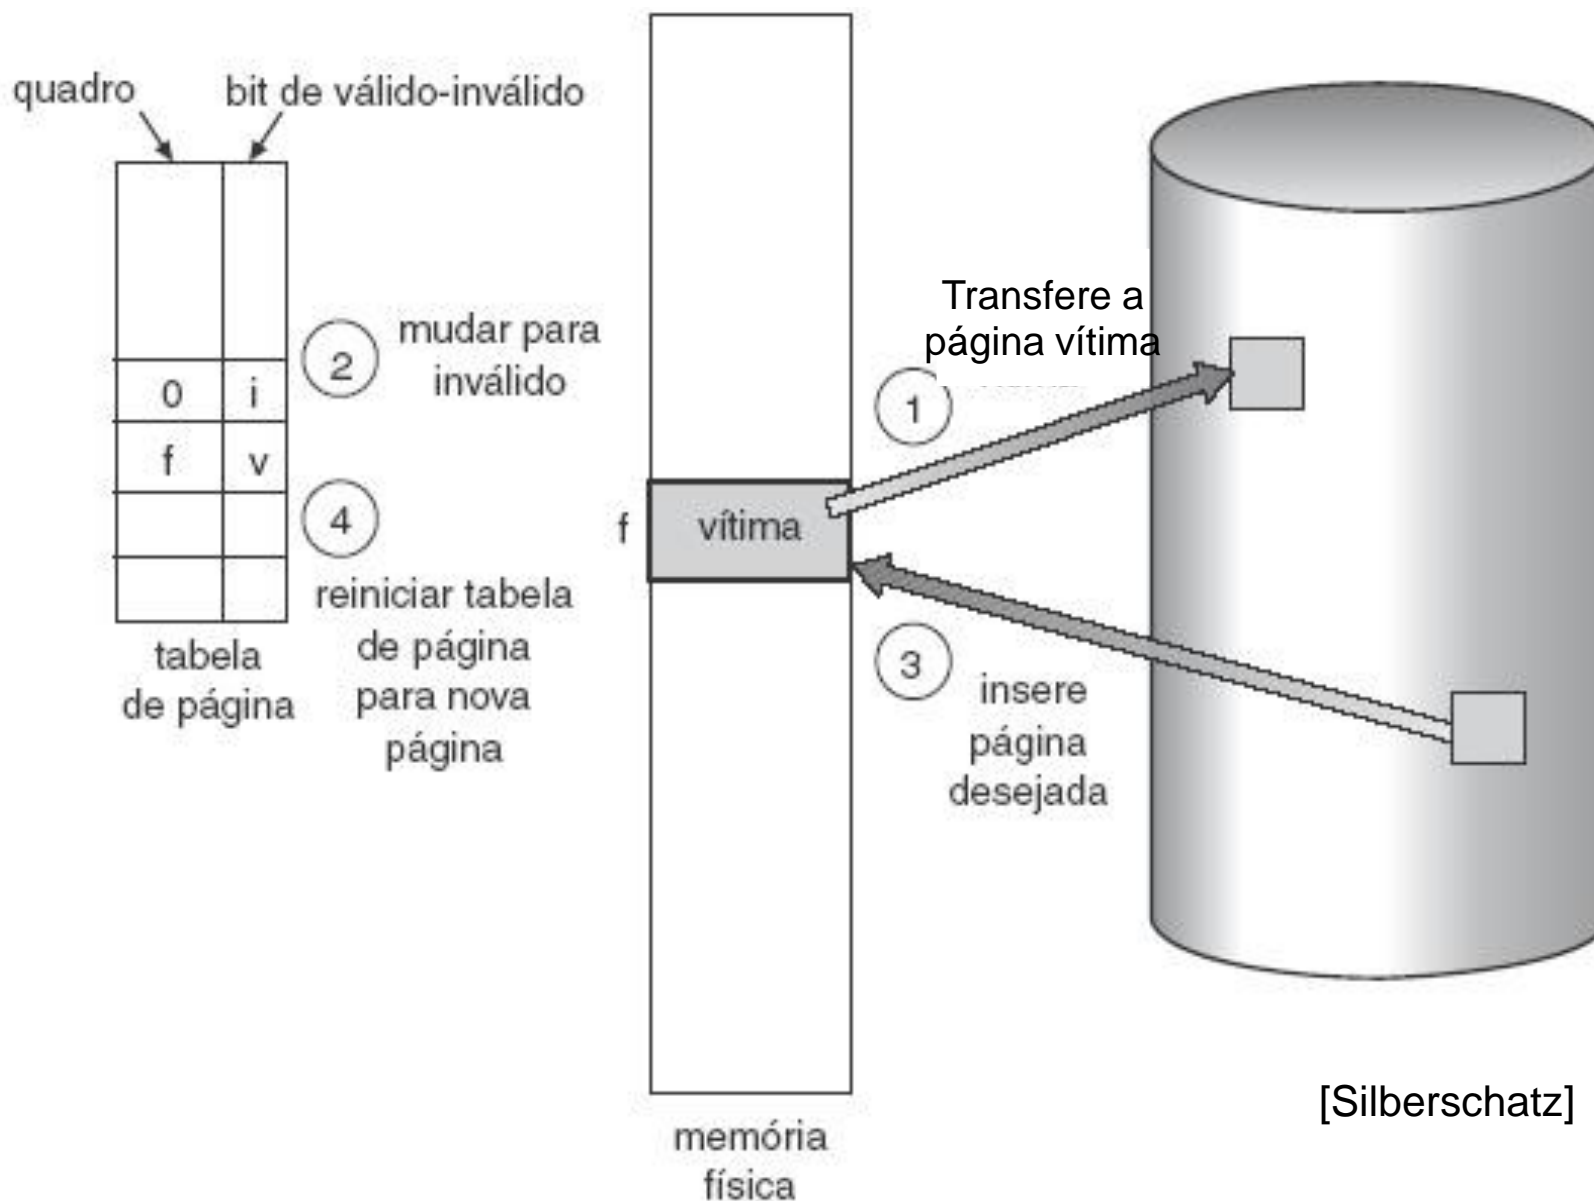 quadro
bit de válido-inválido
0
i
f
v
tabela
de página
2
mudar para
inválido
4
reiniciar tabela
de página
para nova
página
f
vítima
memória
física
Transfere a
página vítima
1
3
insere
página
desejada
[Silberschatz]